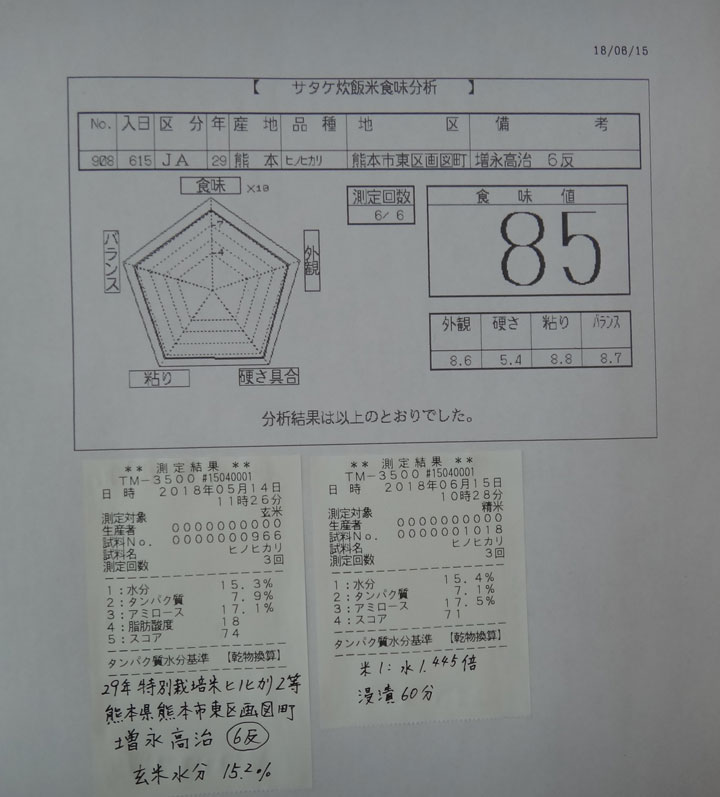 18/06/15
【 サタケ炊飯米食味分析 】
No. 入日 区分 年 産地 品種 地区 備考
908 615 JA 29 熊本 ヒノヒカリ 熊本市東区画図町 増永高治 6反
食味 ×10
7
4
バランス
外観
粘り
硬さ具合
測定回数
6/ 6
食味値
85
外観 硬さ 粘り バランス
8.6 5.4 8.8 8.7
分析結果は以上のとおりでした。
** 測定結果 **
TM-3500 #15040001
日 時 2018年05月14日
11時26分
測定対象 玄米
生産者 0000000000
試料No. 0000000966
試料名 ヒノヒカリ
測定回数 3回
1:水分 15.3%
2:タンパク質 7.9%
3:アミロース 17.1%
4:脂肪酸度 18
5:スコア 74
タンパク質水分基準 【乾物換算】
29年 特別栽培米ヒノヒカリ2等
熊本県熊本市東区画図町
増永高治 6反
玄米水分 15.2%
** 測定結果 **
TM-3500 #15040001
日 時 2018年06月15日
10時28分
測定対象 精米
生産者 0000000000
試料No. 0000001018
試料名 ヒノヒカリ
測定回数 3回
1:水分 15.4%
2:タンパク質 7.1%
3:アミロース 17.5%
4:スコア 71
タンパク質水分基準 【乾物換算】
米1:水1.445倍
浸漬60分